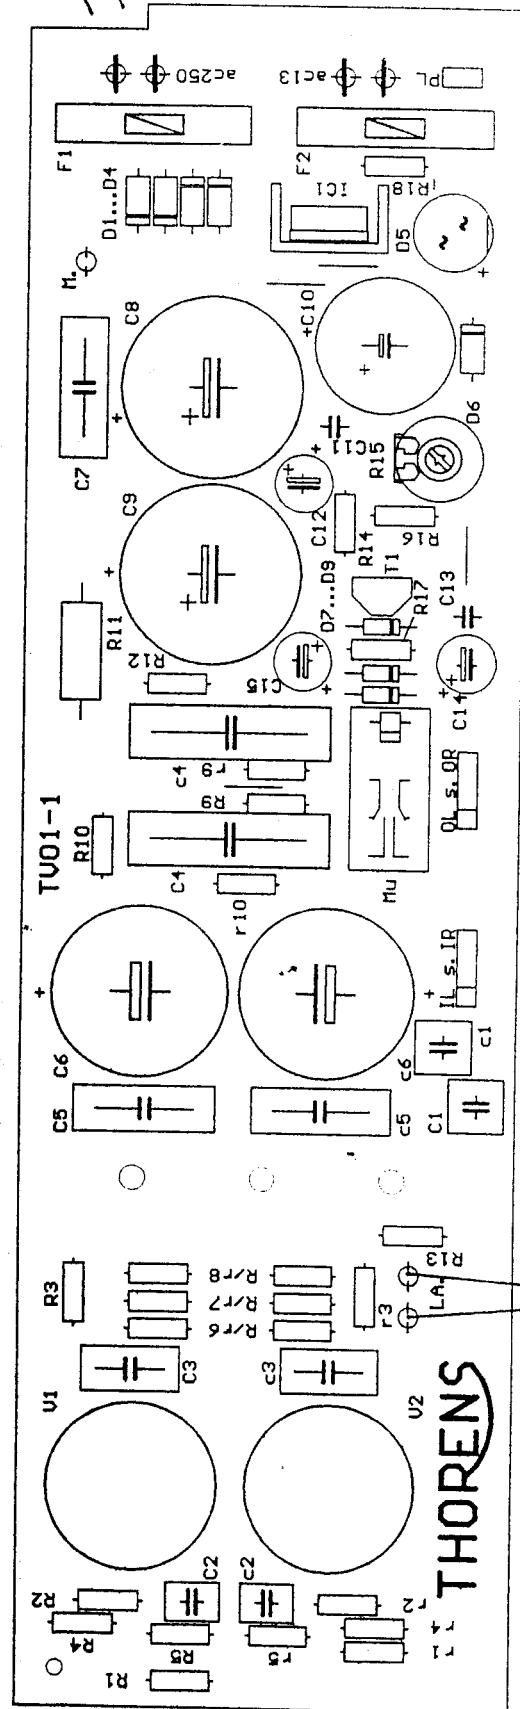 ac250
ac13
PL
F1
F2
D1...D4
IC1
R18
D5
M.
C8
+C10
C7
C9
C11
R15
D6
C12
R14
R16
R11
D7...D9
T1
R17
C13
R12
C15
C14
c4
r9
R9
R10
TV01-1
C4
r10
Mu
OL s. OR
IL s. IR
C6
c6
c1
C5
c5
C1
R13
R3
R/r8
R/r7
R/r6
r3
LA.
C3
c3
V1
V2
THORENS
R2
C2
c2
r2
R4
R5
r5
r4
r1
R1